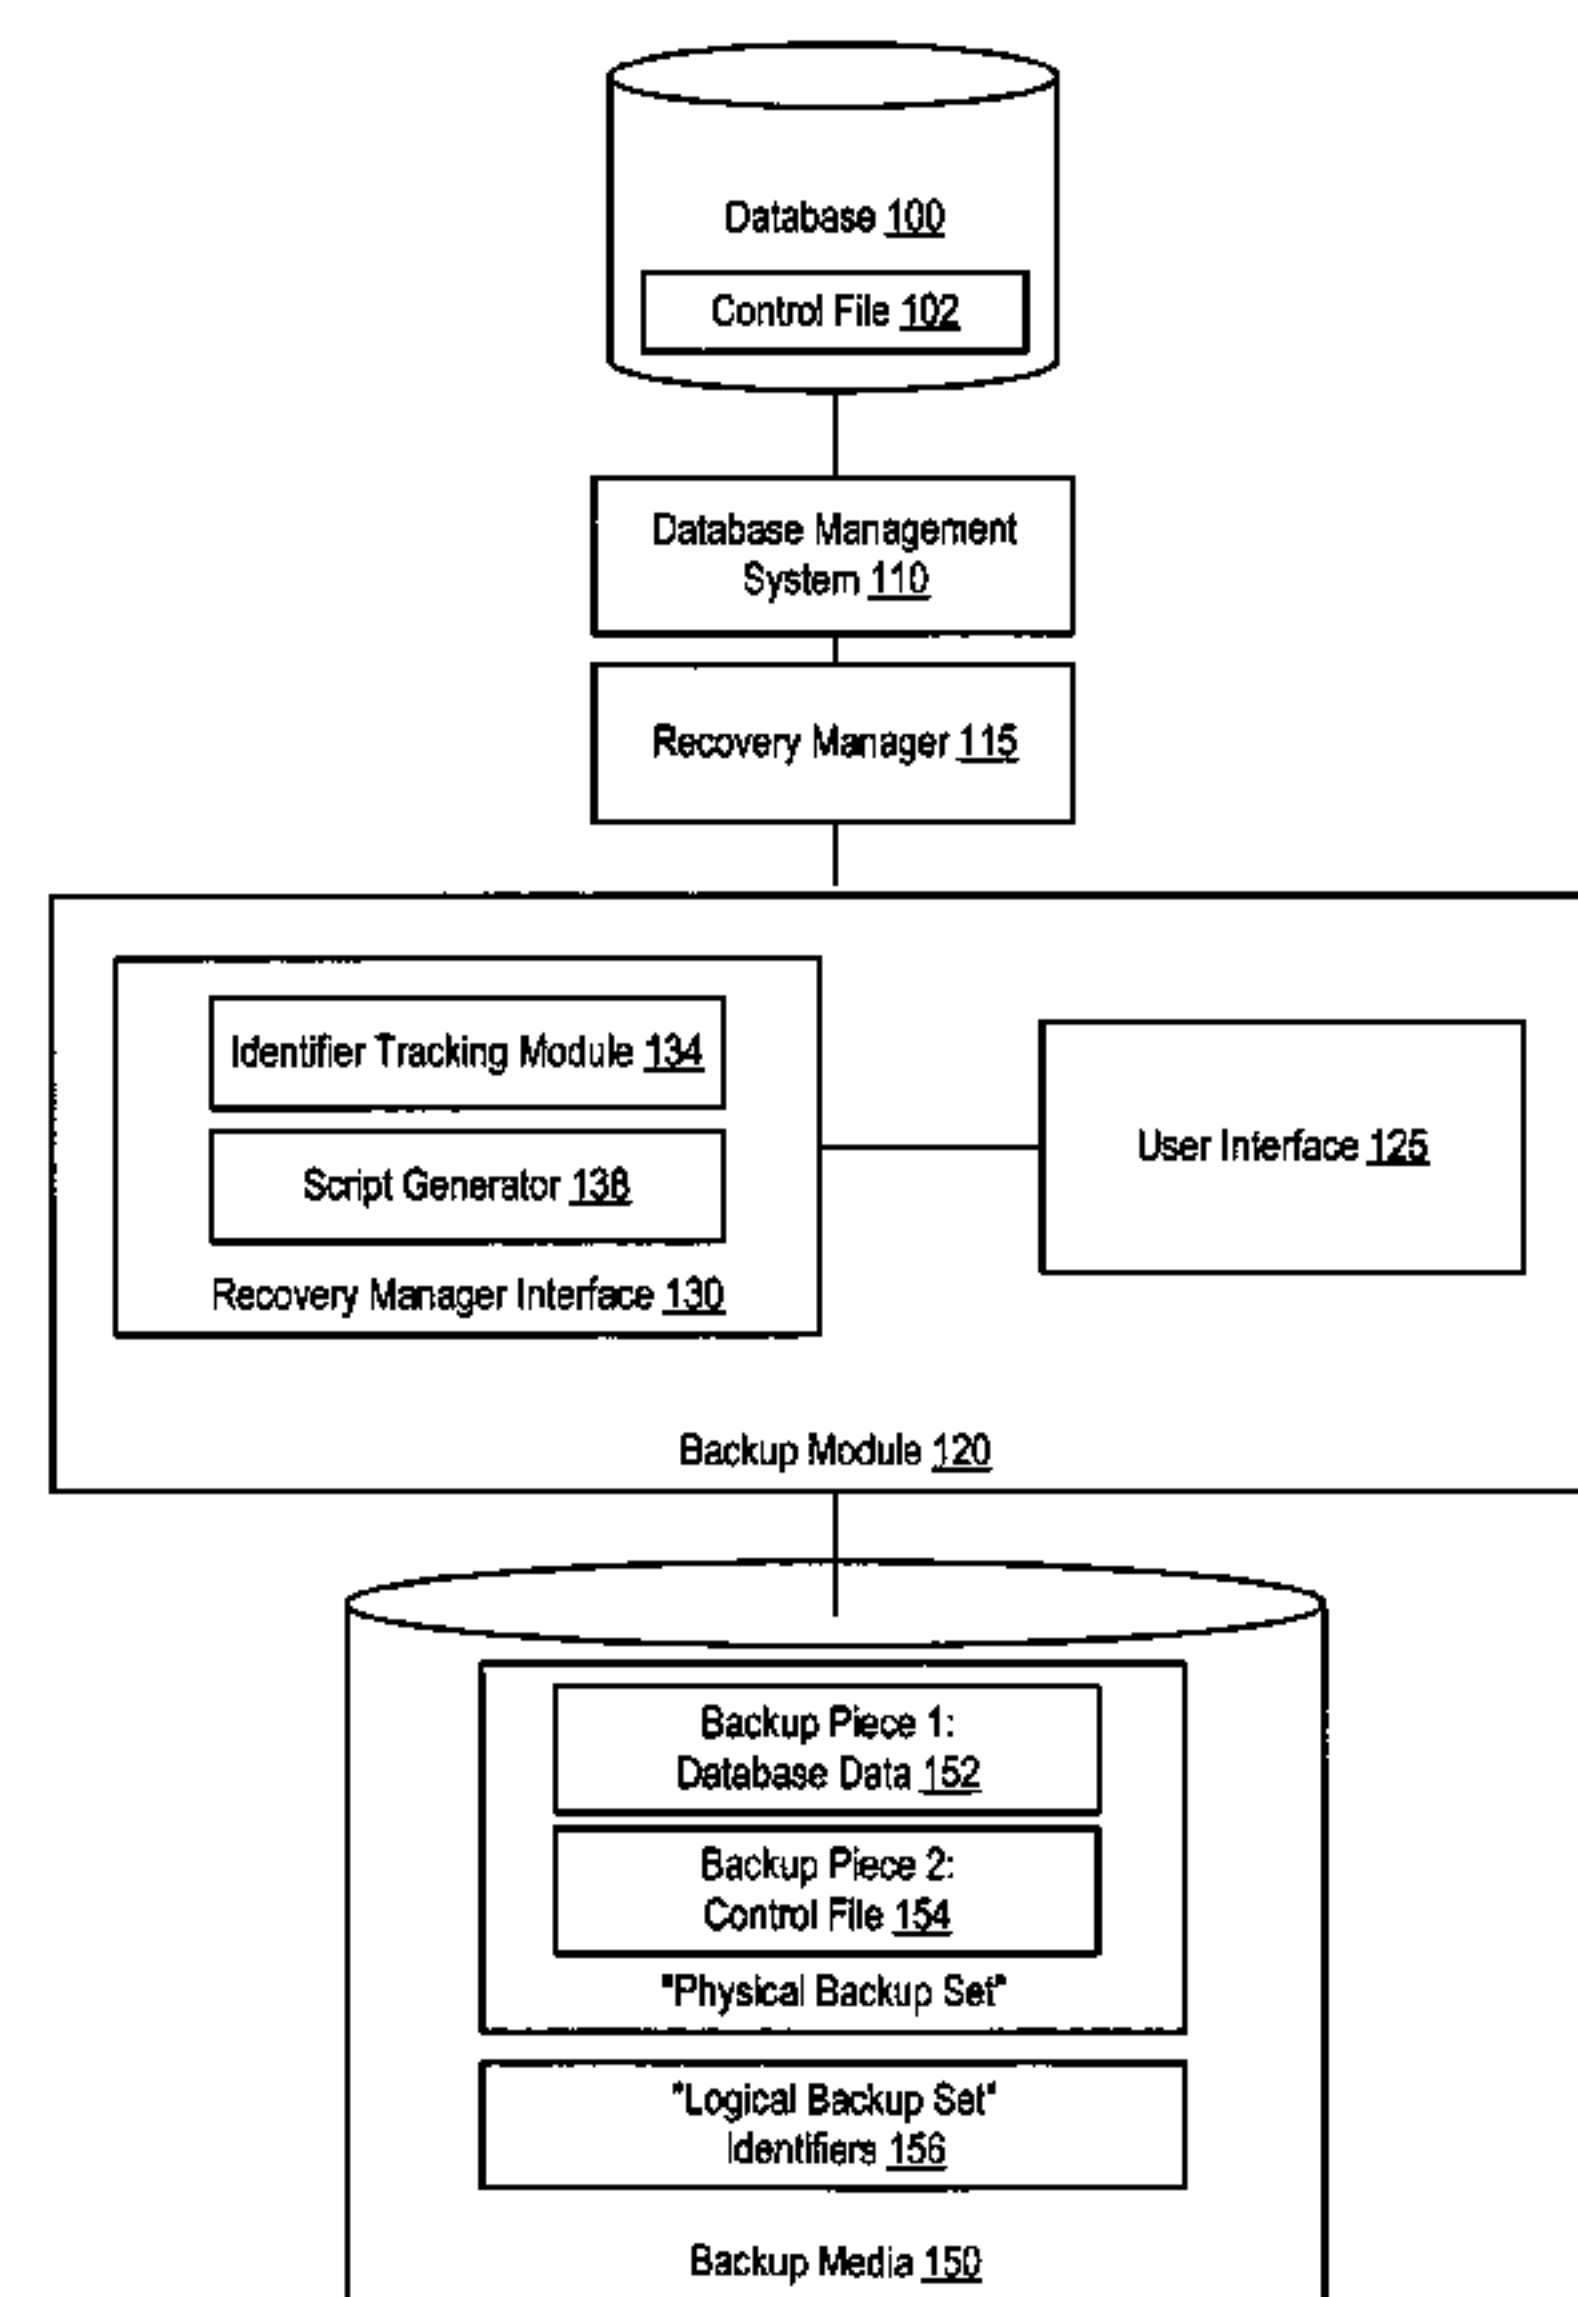 Database 100
Control File 102
Database Management
System 110
Recovery Manager 115
Identifier Tracking Module 134
Script Generator 138
Recovery Manager Interface 130
User Interface 125
Backup Module 120
Backup Piece 1:
Database Data 152
Backup Piece 2:
Control File 154
"Physical Backup Set"
"Logical Backup Set"
Identifiers 156
Backup Media 150